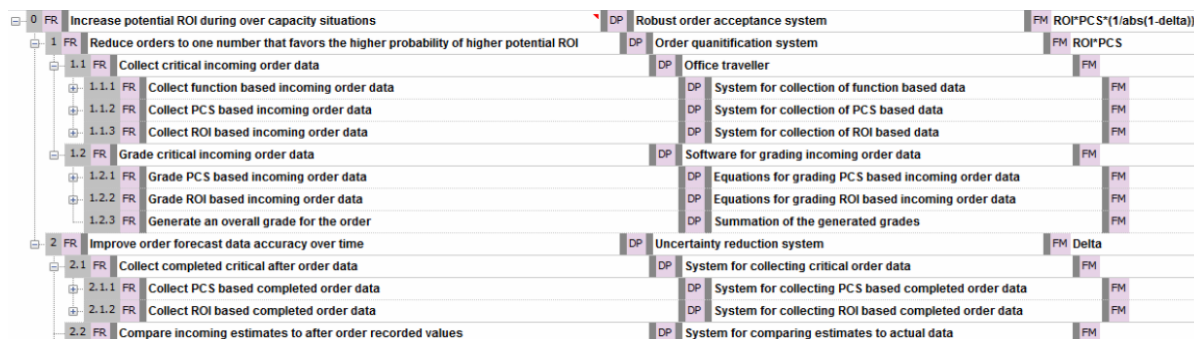 0 FR Increase potential ROI during over capacity situations DP Robust order acceptance system FM ROI*PCS*(1/abs(1-delta))
1 FR Reduce orders to one number that favors the higher probability of higher potential ROI DP Order quanitification system FM ROI*PCS
1.1 FR Collect critical incoming order data DP Office traveller FM
1.1.1 FR Collect function based incoming order data DP System for collection of function based data FM
1.1.2 FR Collect PCS based incoming order data DP System for collection of PCS based data FM
1.1.3 FR Collect ROI based incoming order data DP System for collection of ROI based data FM
1.2 FR Grade critical incoming order data DP Software for grading incoming order data FM
1.2.1 FR Grade PCS based incoming order data DP Equations for grading PCS based incoming order data FM
1.2.2 FR Grade ROI based incoming order data DP Equations for grading ROI based incoming order data FM
1.2.3 FR Generate an overall grade for the order DP Summation of the generated grades FM
2 FR Improve order forecast data accuracy over time DP Uncertainty reduction system FM Delta
2.1 FR Collect completed critical after order data DP System for collecting critical order data FM
2.1.1 FR Collect PCS based completed order data DP System for collecting PCS based completed order data FM
2.1.2 FR Collect ROI based completed order data DP System for collecting ROI based completed order data FM
2.2 FR Compare incoming estimates to after order recorded values DP System for comparing estimates to actual data FM